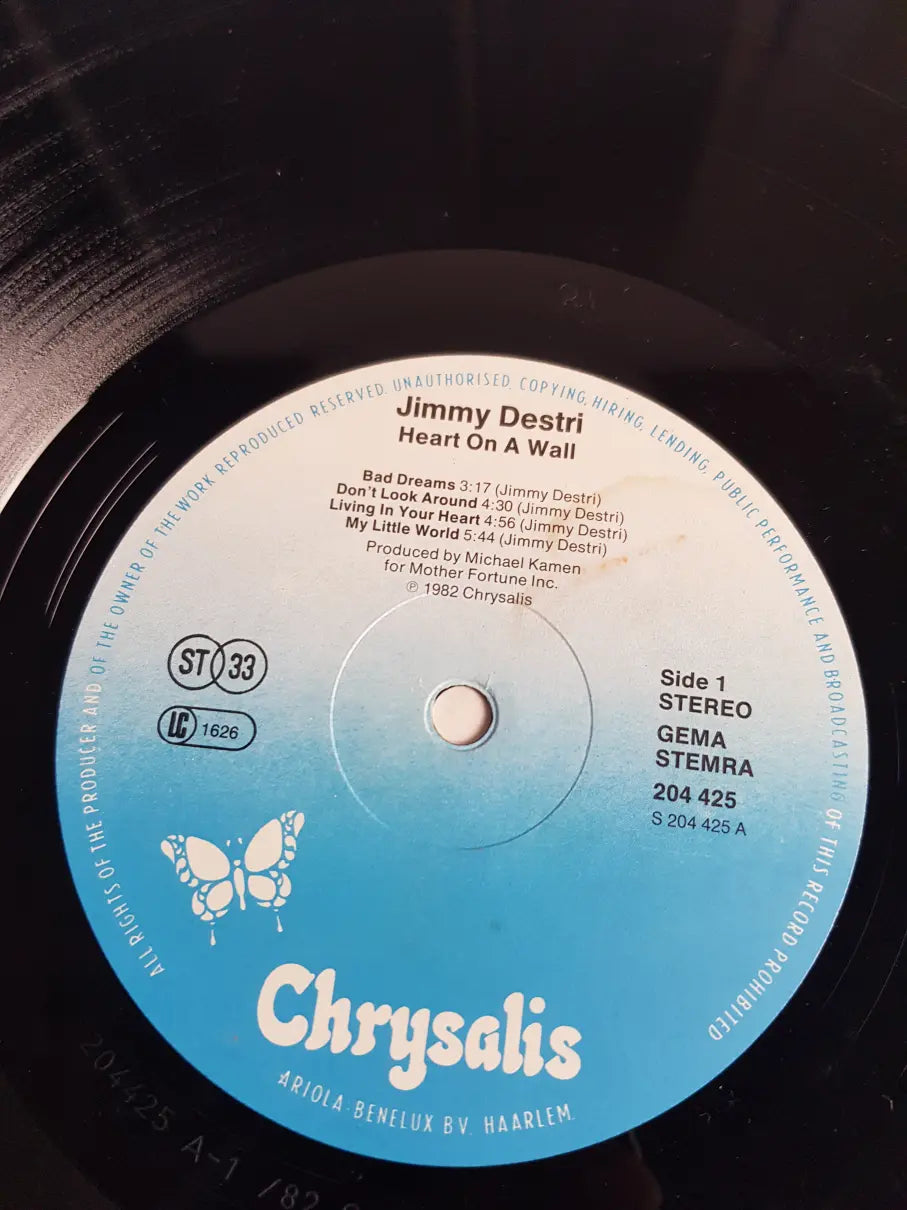 21
ALL RIGHTS OF THE PRODUCER AND OF THE OWNER OF THE WORK REPRODUCED RESERVED. UNAUTHORISED. COPYING, HIRING, LENDING, PUBLIC PERFORMANCE AND BROADCASTING OF THIS RECORD PROHIBITED
Jimmy Destri
Heart On A Wall
Bad Dreams 3:17 (Jimmy Destri)
Don't Look Around 4:30 (Jimmy Destri)
Living In Your Heart 4:56 (Jimmy Destri)
My Little World 5:44 (Jimmy Destri)
Produced by Michael Kamen
for Mother Fortune Inc.
℗ 1982 Chrysalis
ST 33
LC 1626
Side 1
STEREO
GEMA
STEMRA
204 425
S 204 425 A
Chrysalis
ARIOLA-BENELUX BV. HAARLEM.
204425 A-1 /82